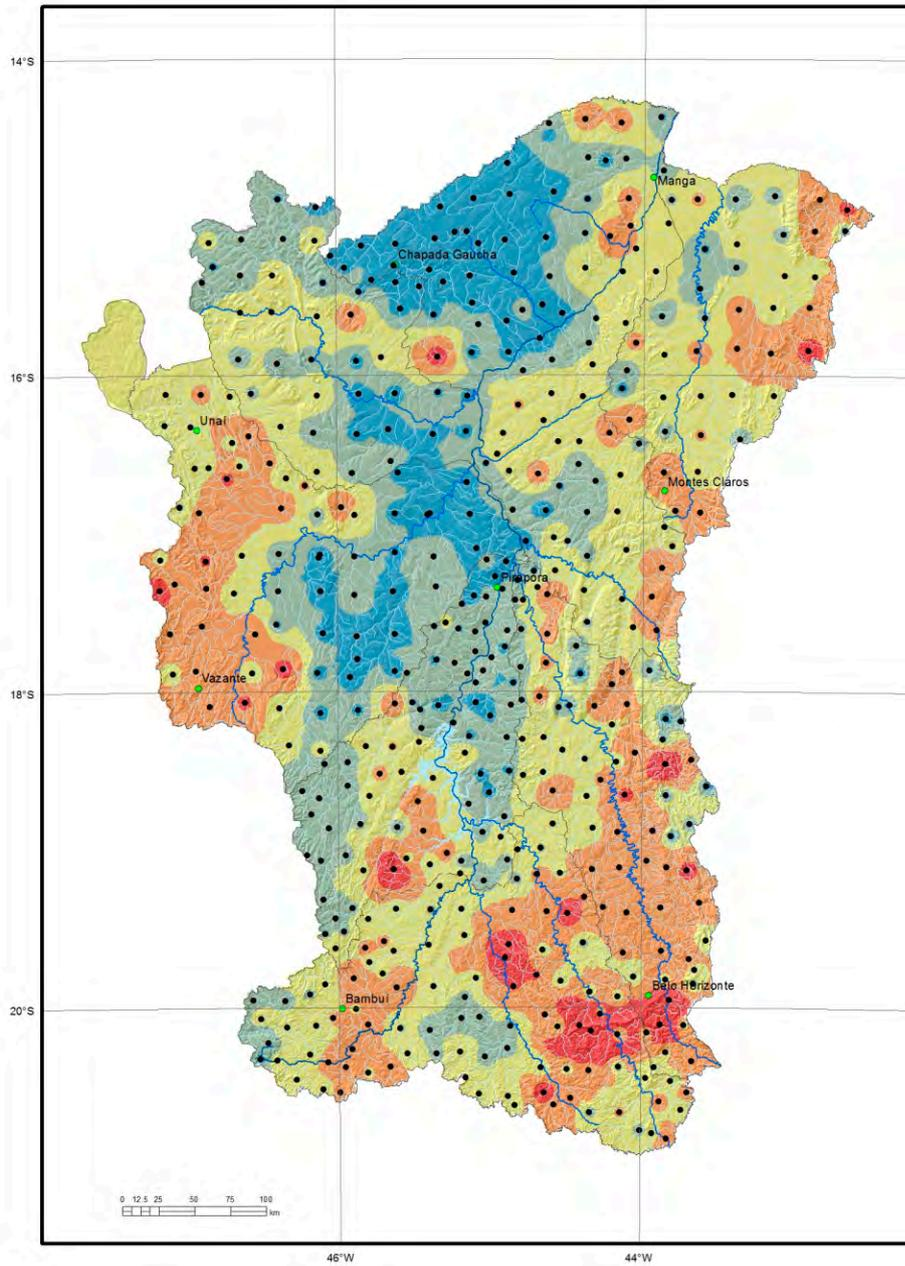 14°S
Manga
Chapada Gaúcha
16°S
Unaí
Montes Claros
Pirapora
18°S
Vazante
20°S
Bambuí
Belo Horizonte
0 12.5 25 50 75 100
km
46°W 44°W